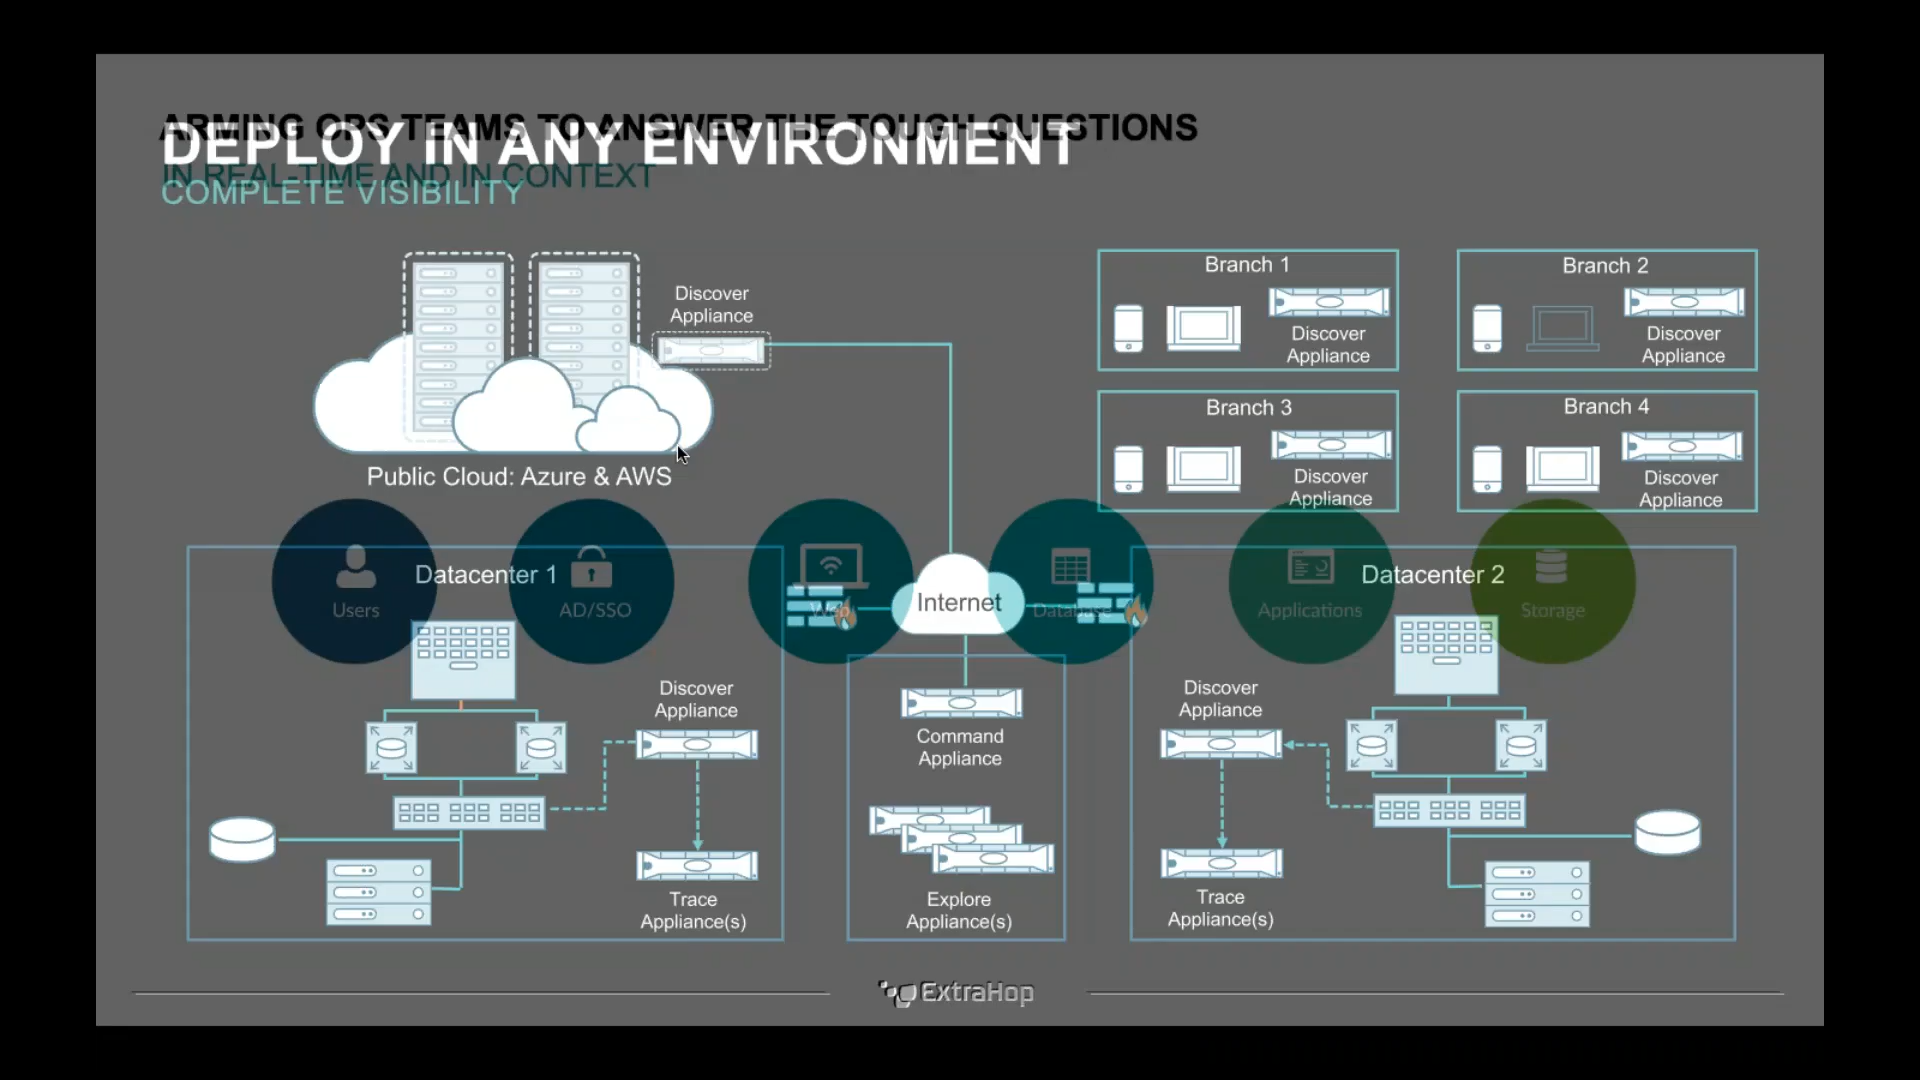 ARMING OPS TEAMS TO ANSWER THE TOUGH QUESTIONS
DEPLOY IN ANY ENVIRONMENT
IN REAL-TIME AND IN CONTEXT
COMPLETE VISIBILITY
Discover
Appliance
Public Cloud: Azure & AWS
Branch 1
Discover
Appliance
Branch 2
Discover
Appliance
Branch 3
Discover
Appliance
Branch 4
Discover
Appliance
Users
AD/SSO
Web
Database
Applications
Storage
Datacenter 1
Discover
Appliance
Trace
Appliance(s)
Internet
Command
Appliance
Explore
Appliance(s)
Datacenter 2
Discover
Appliance
Trace
Appliance(s)
ExtraHop